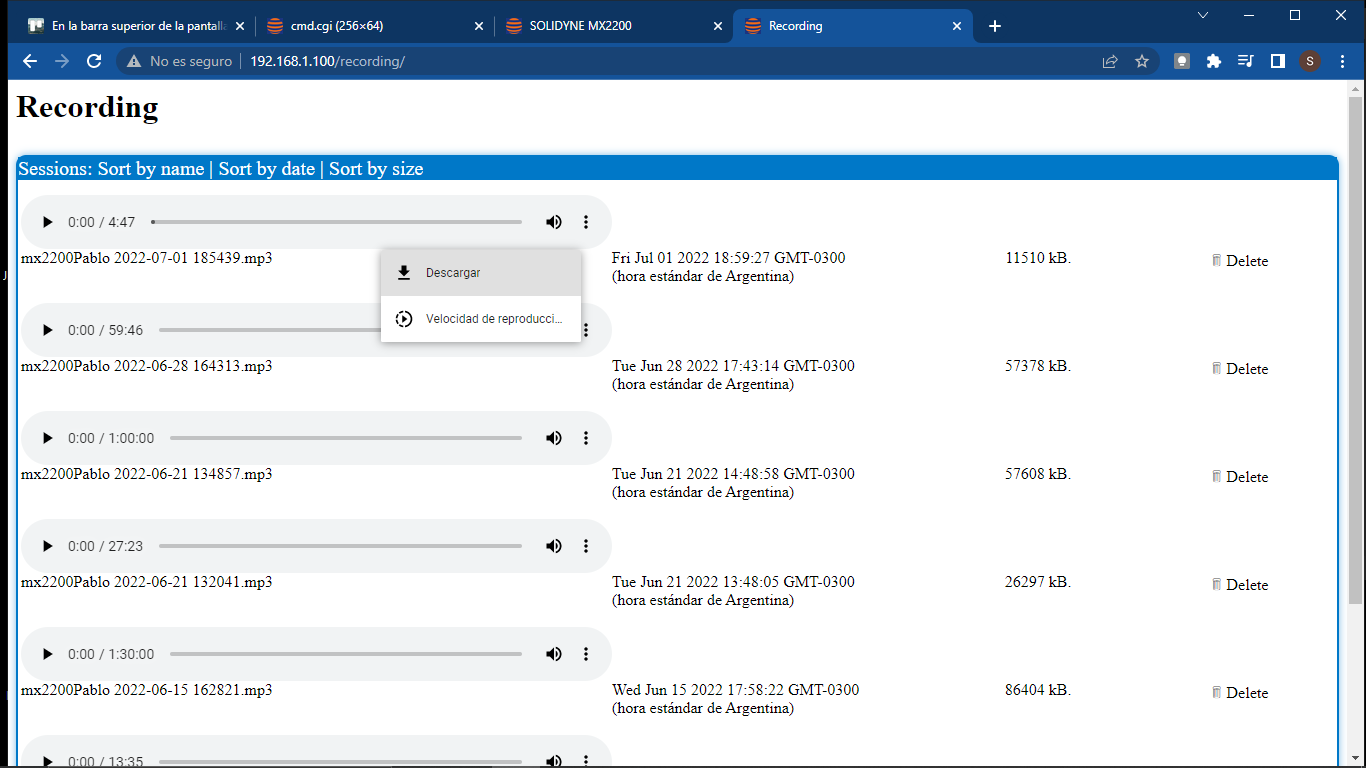 En la barra superior de la pantalla
cmd.cgi (256×64)
SOLIDYNE MX2200
Recording
No es seguro
192.168.1.100/recording/
S
Recording
Sessions: Sort by name | Sort by date | Sort by size
0:00 / 4:47
mx2200Pablo 2022-07-01 185439.mp3
Fri Jul 01 2022 18:59:27 GMT-0300
(hora estándar de Argentina)
11510 kB.
Delete
Descargar
Velocidad de reproducci...
0:00 / 59:46
mx2200Pablo 2022-06-28 164313.mp3
Tue Jun 28 2022 17:43:14 GMT-0300
(hora estándar de Argentina)
57378 kB.
Delete
0:00 / 1:00:00
mx2200Pablo 2022-06-21 134857.mp3
Tue Jun 21 2022 14:48:58 GMT-0300
(hora estándar de Argentina)
57608 kB.
Delete
0:00 / 27:23
mx2200Pablo 2022-06-21 132041.mp3
Tue Jun 21 2022 13:48:05 GMT-0300
(hora estándar de Argentina)
26297 kB.
Delete
0:00 / 1:30:00
mx2200Pablo 2022-06-15 162821.mp3
Wed Jun 15 2022 17:58:22 GMT-0300
(hora estándar de Argentina)
86404 kB.
Delete
0:00 / 13:35